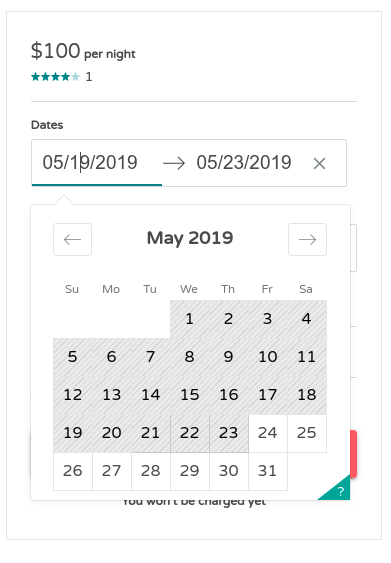 $100 per night
1
Dates
05/19/2019 → 05/23/2019 ×
← May 2019 →
Su Mo Tu We Th Fr Sa
1 2 3 4
5 6 7 8 9 10 11
12 13 14 15 16 17 18
19 20 21 22 23 24 25
26 27 28 29 30 31
?
You won't be charged yet